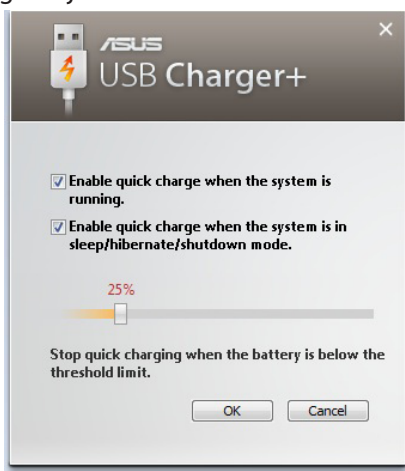 ASUS
USB Charger+
Enable quick charge when the system is
running.
Enable quick charge when the system is in
sleep/hibernate/shutdown mode.
25%
Stop quick charging when the battery is below the
threshold limit.
OK Cancel